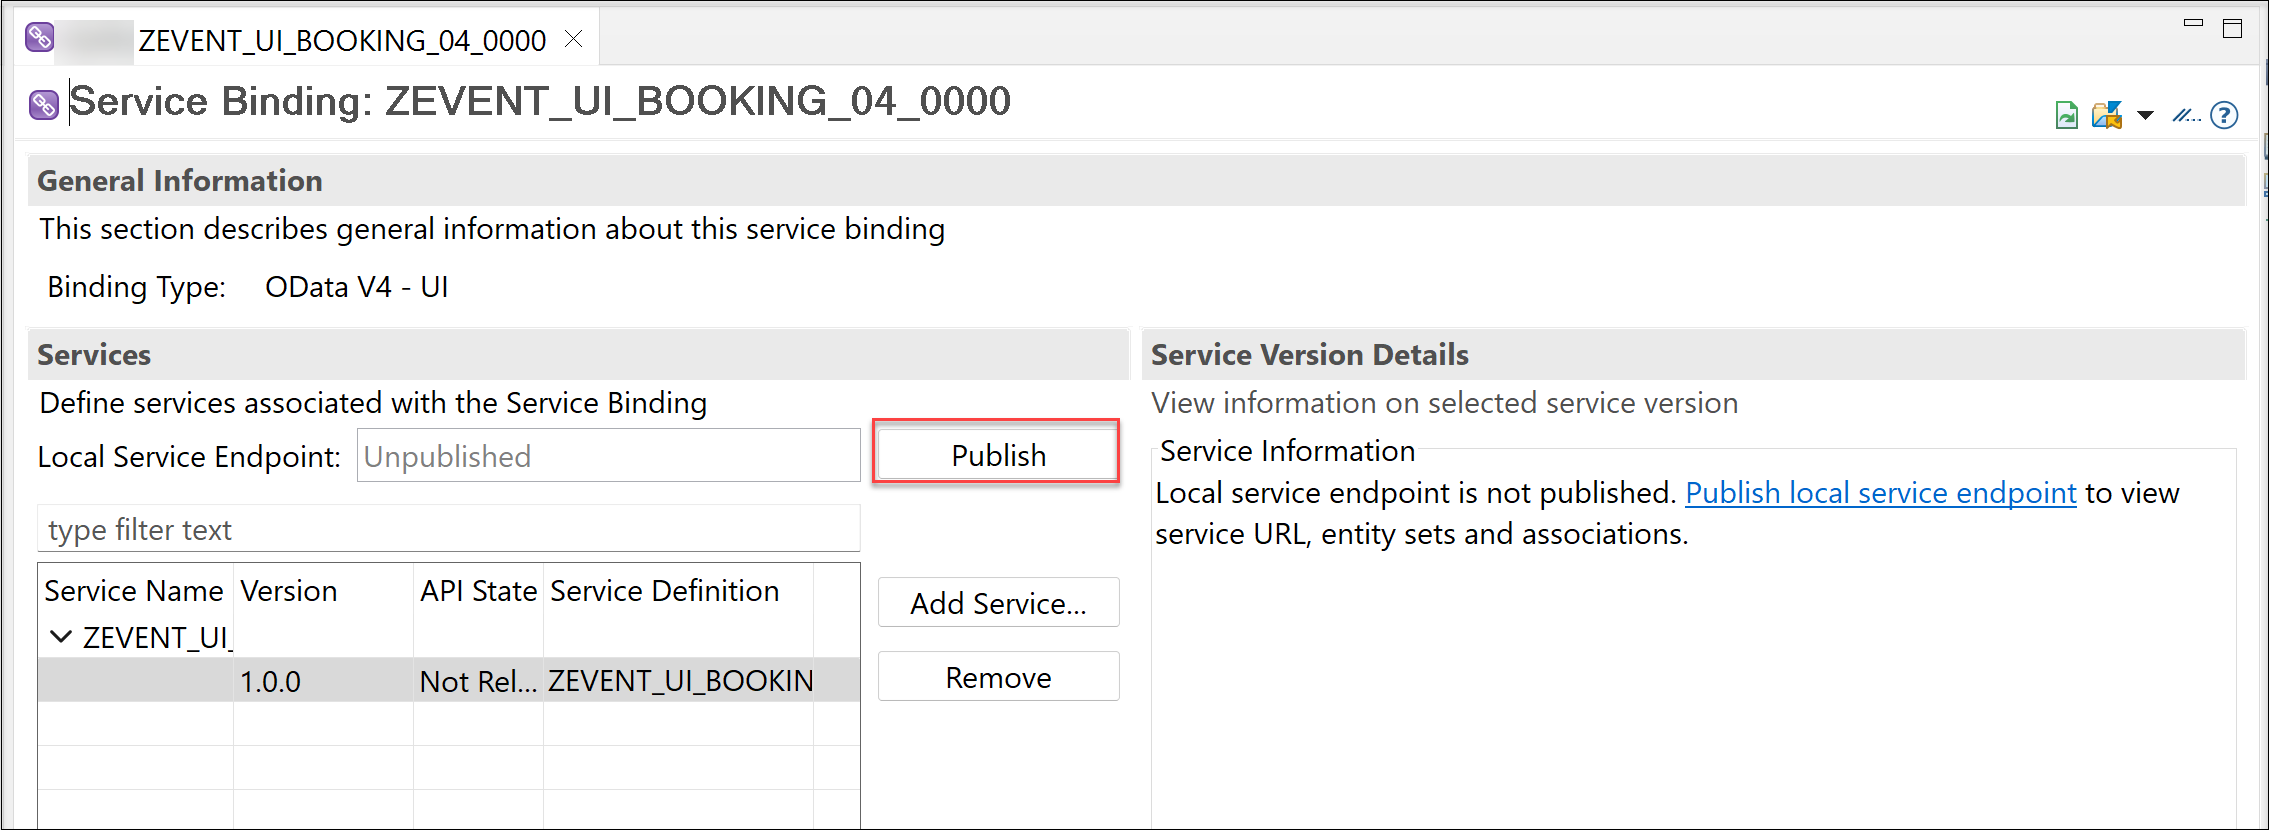 ZEVENT_UI_BOOKING_04_0000
Service Binding: ZEVENT_UI_BOOKING_04_0000
General Information
This section describes general information about this service binding
Binding Type: OData V4 - UI
Services
Define services associated with the Service Binding
Local Service Endpoint: Unpublished Publish
type filter text
Service Name Version API State Service Definition
ZEVENT_UI_
1.0.0 Not Rel... ZEVENT_UI_BOOKIN
Add Service...
Remove
Service Version Details
View information on selected service version
Service Information
Local service endpoint is not published. Publish local service endpoint to view
service URL, entity sets and associations.